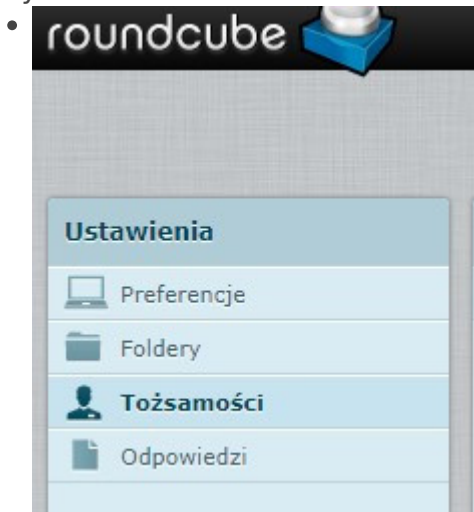 roundcube
Ustawienia
Preferencje
Foldery
Tożsamości
Odpowiedzi